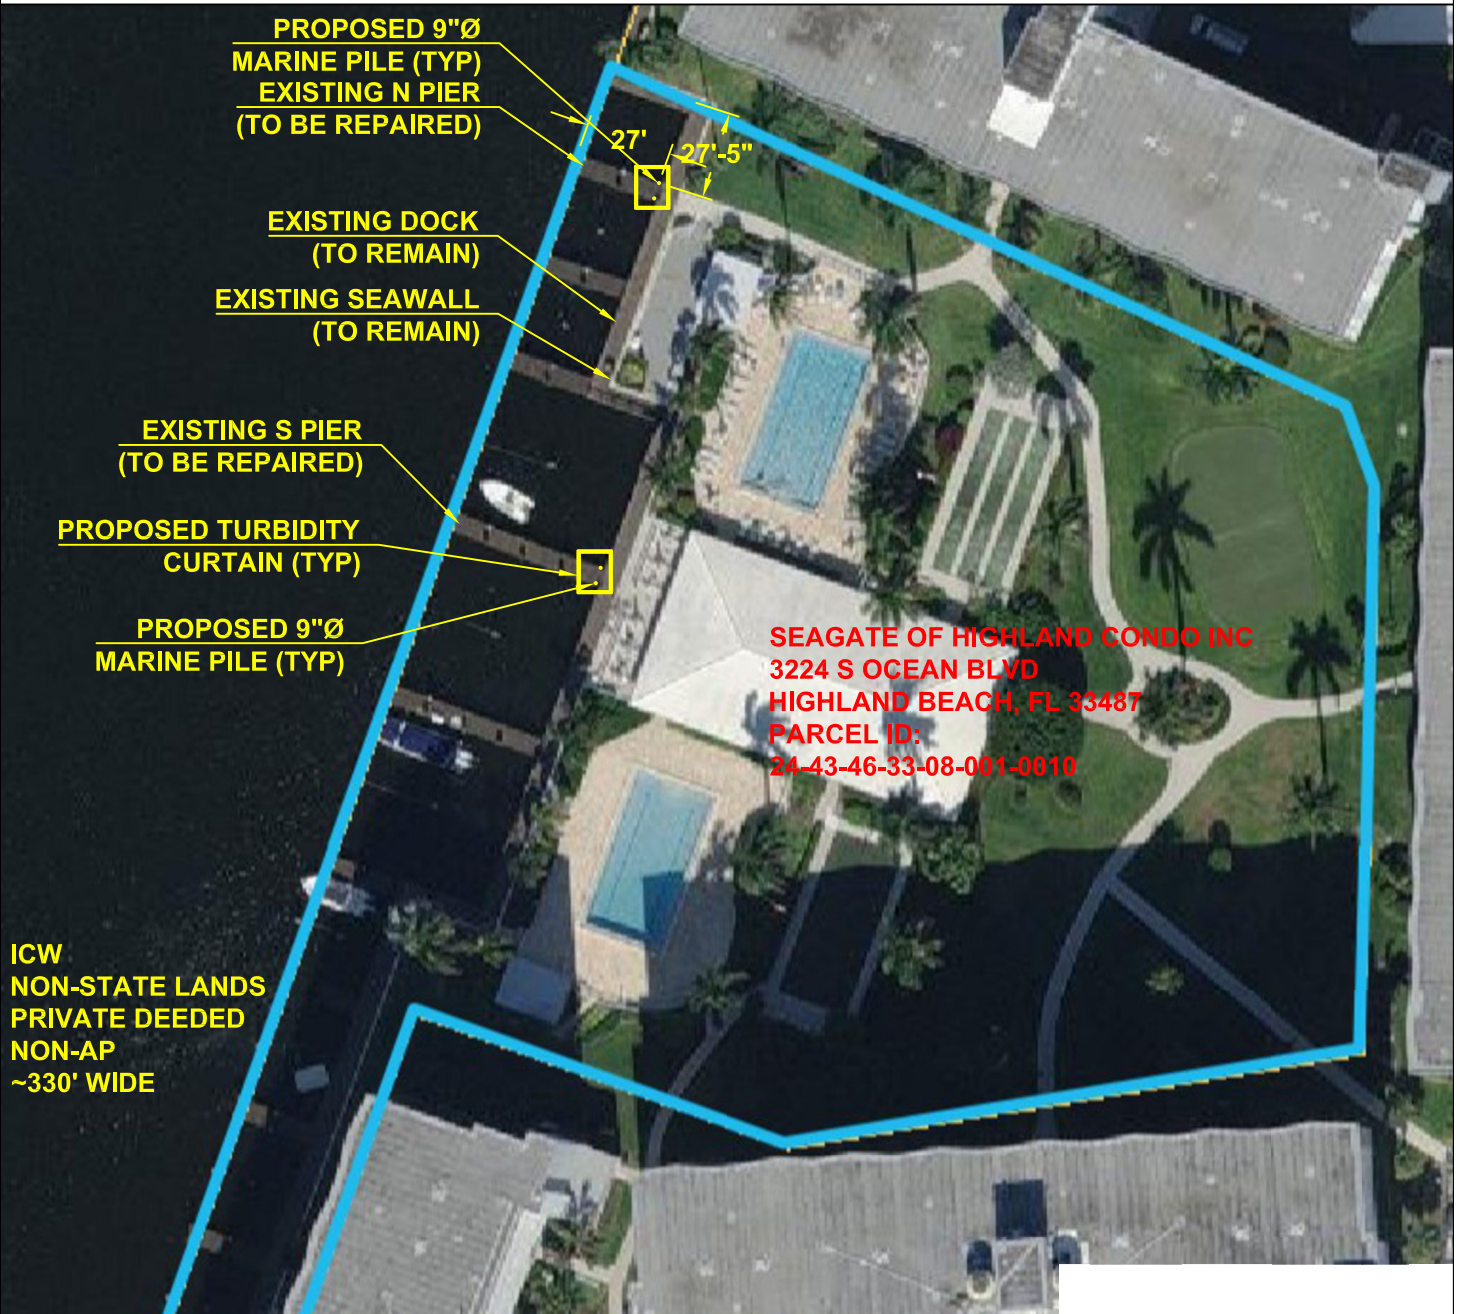 PROPOSED 9"Ø
MARINE PILE (TYP)
EXISTING N PIER
(TO BE REPAIRED)
27'
27'-5"
EXISTING DOCK
(TO REMAIN)
EXISTING SEAWALL
(TO REMAIN)
EXISTING S PIER
(TO BE REPAIRED)
PROPOSED TURBIDITY
CURTAIN (TYP)
PROPOSED 9"Ø
MARINE PILE (TYP)
SEAGATE OF HIGHLAND CONDO INC
3224 S OCEAN BLVD
HIGHLAND BEACH, FL 33487
PARCEL ID:
24-43-46-33-08-001-0010
ICW
NON-STATE LANDS
PRIVATE DEEDED
NON-AP
~330' WIDE